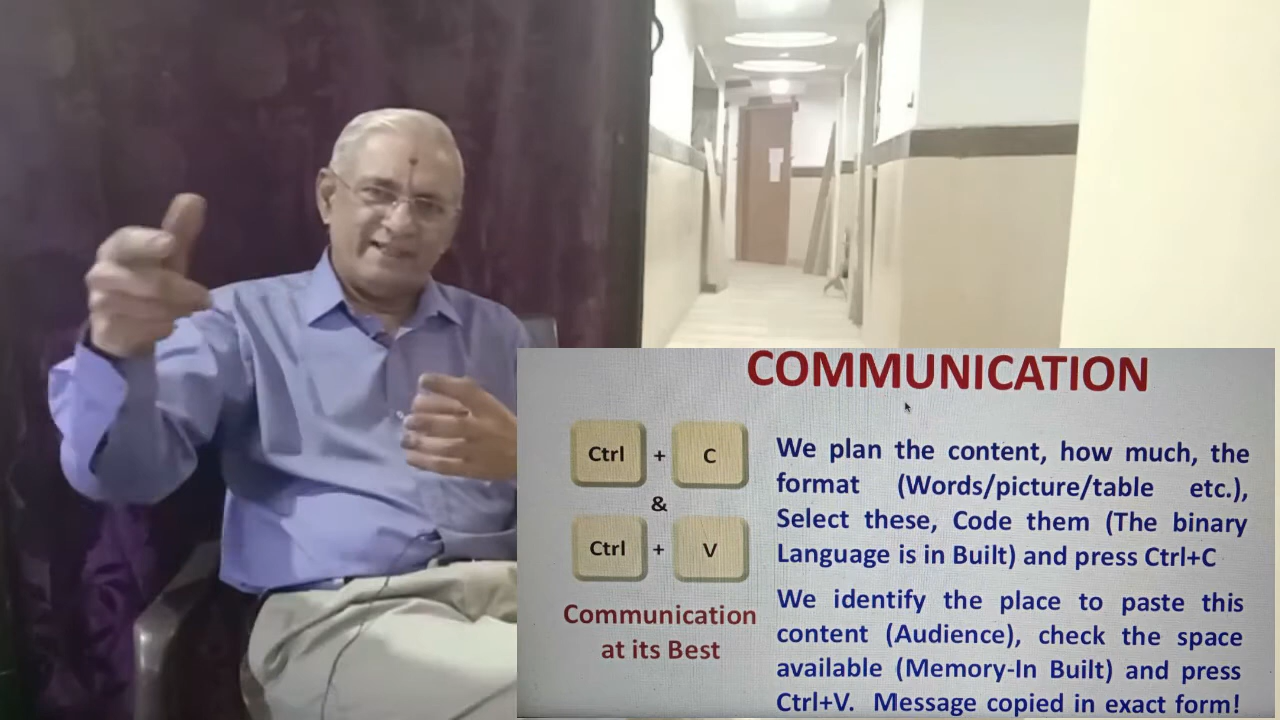 COMMUNICATION
Ctrl + C
&
Ctrl + V
Communication
at its Best
We plan the content, how much, the
format (Words/picture/table etc.),
Select these, Code them (The binary
Language is in Built) and press Ctrl+C
We identify the place to paste this
content (Audience), check the space
available (Memory-In Built) and press
Ctrl+V. Message copied in exact form!